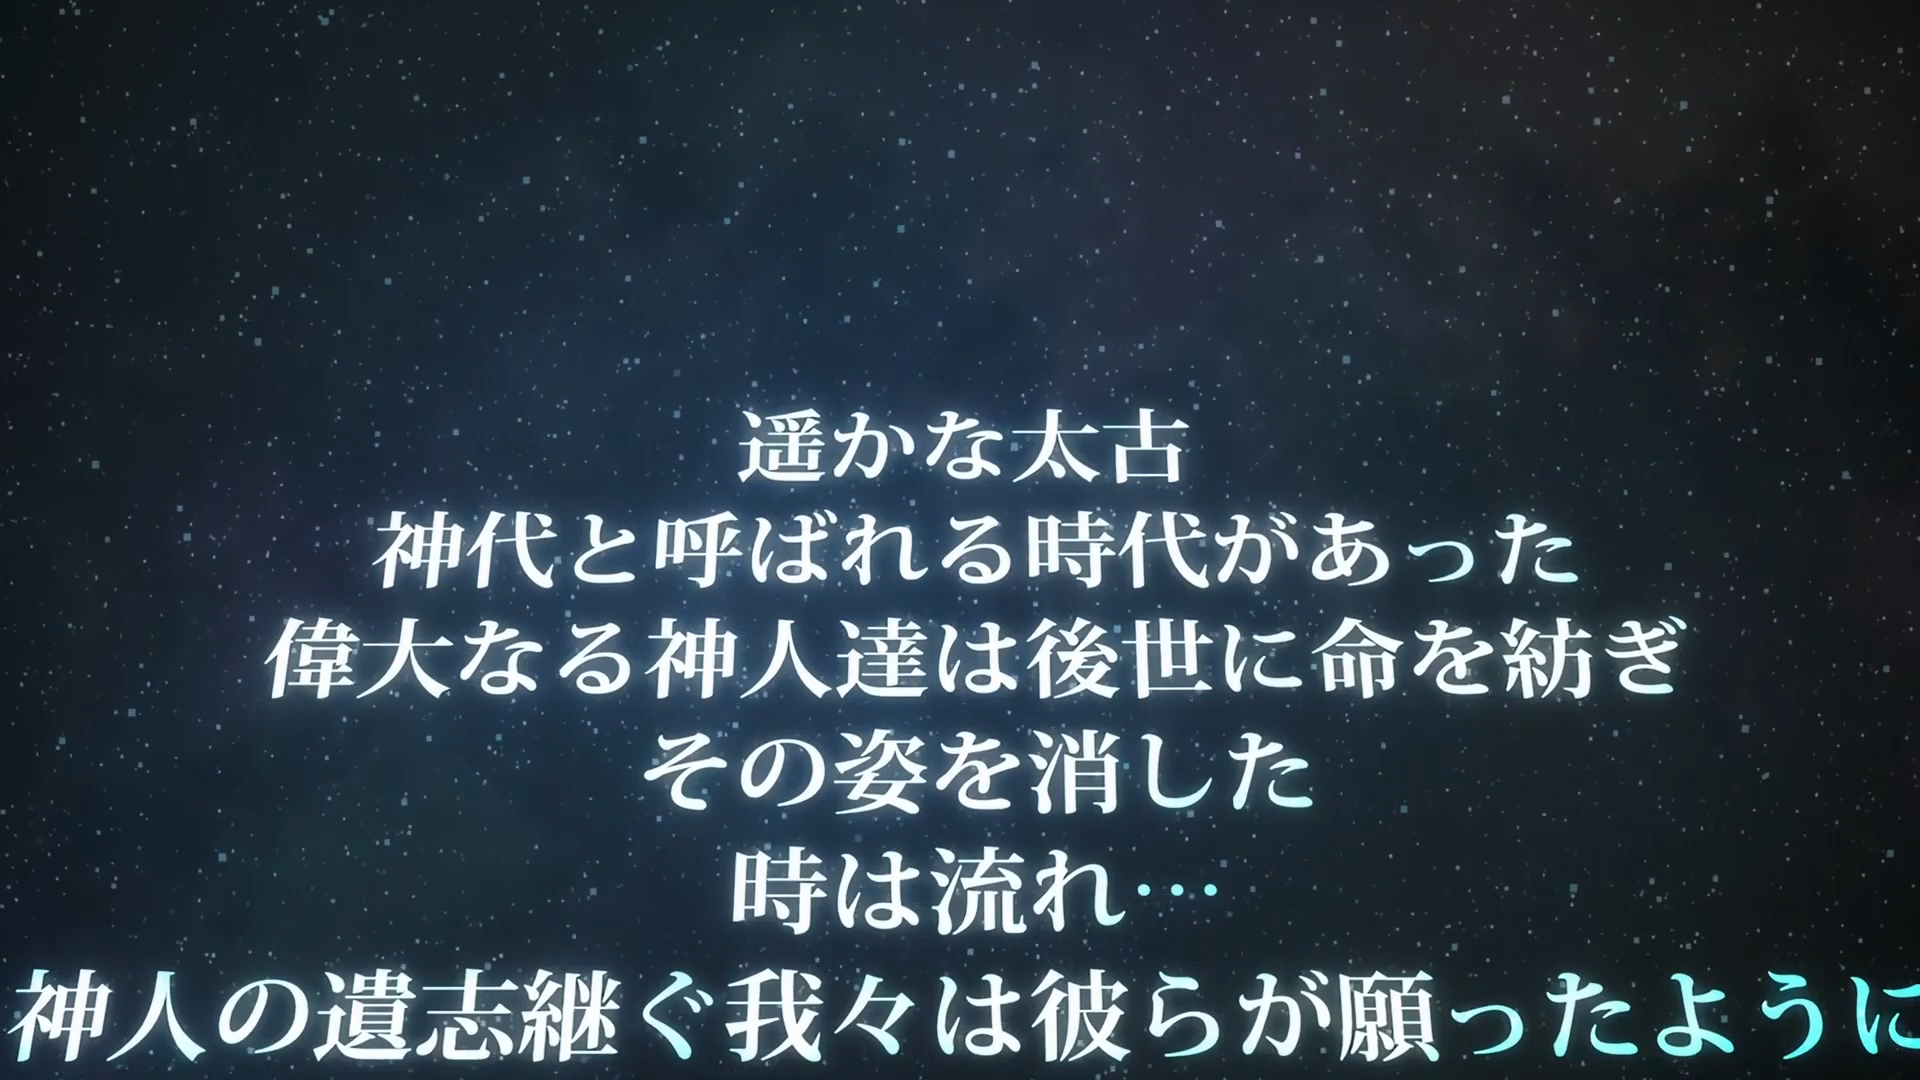 遥かな太古
神代と呼ばれる時代があった
偉大なる神人達は後世に命を紡ぎ
その姿を消した
時は流れ…
神人の遺志継ぐ我々は彼らが願ったように